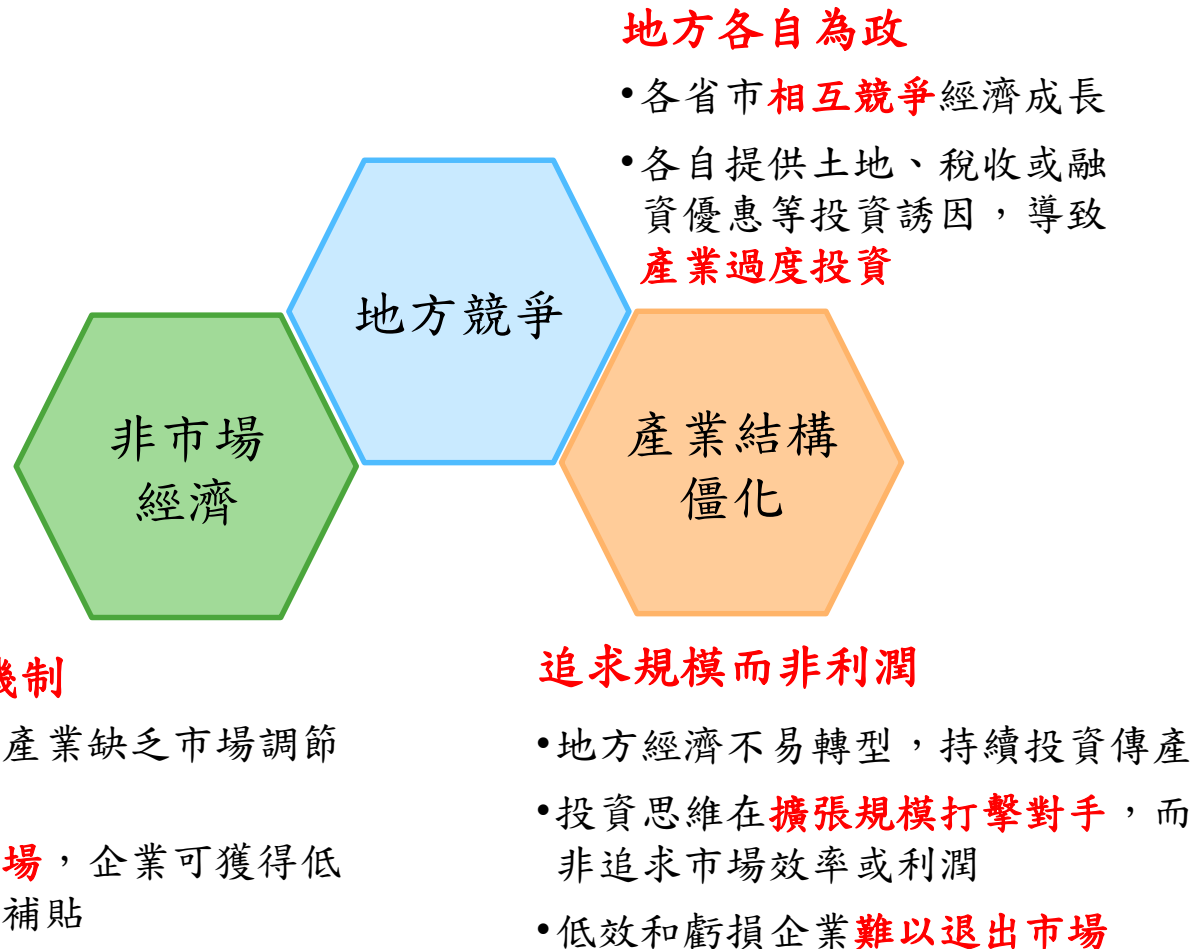 地方各自為政
•各省市相互競爭經濟成長
•各自提供土地、稅收或融
資優惠等投資誘因，導致
產業過度投資
地方競爭
非市場
經濟
產業結構
僵化
機制
產業缺乏市場調節
場，企業可獲得低
補貼
追求規模而非利潤
•地方經濟不易轉型，持續投資傳產
•投資思維在擴張規模打擊對手，而
非追求市場效率或利潤
•低效和虧損企業難以退出市場